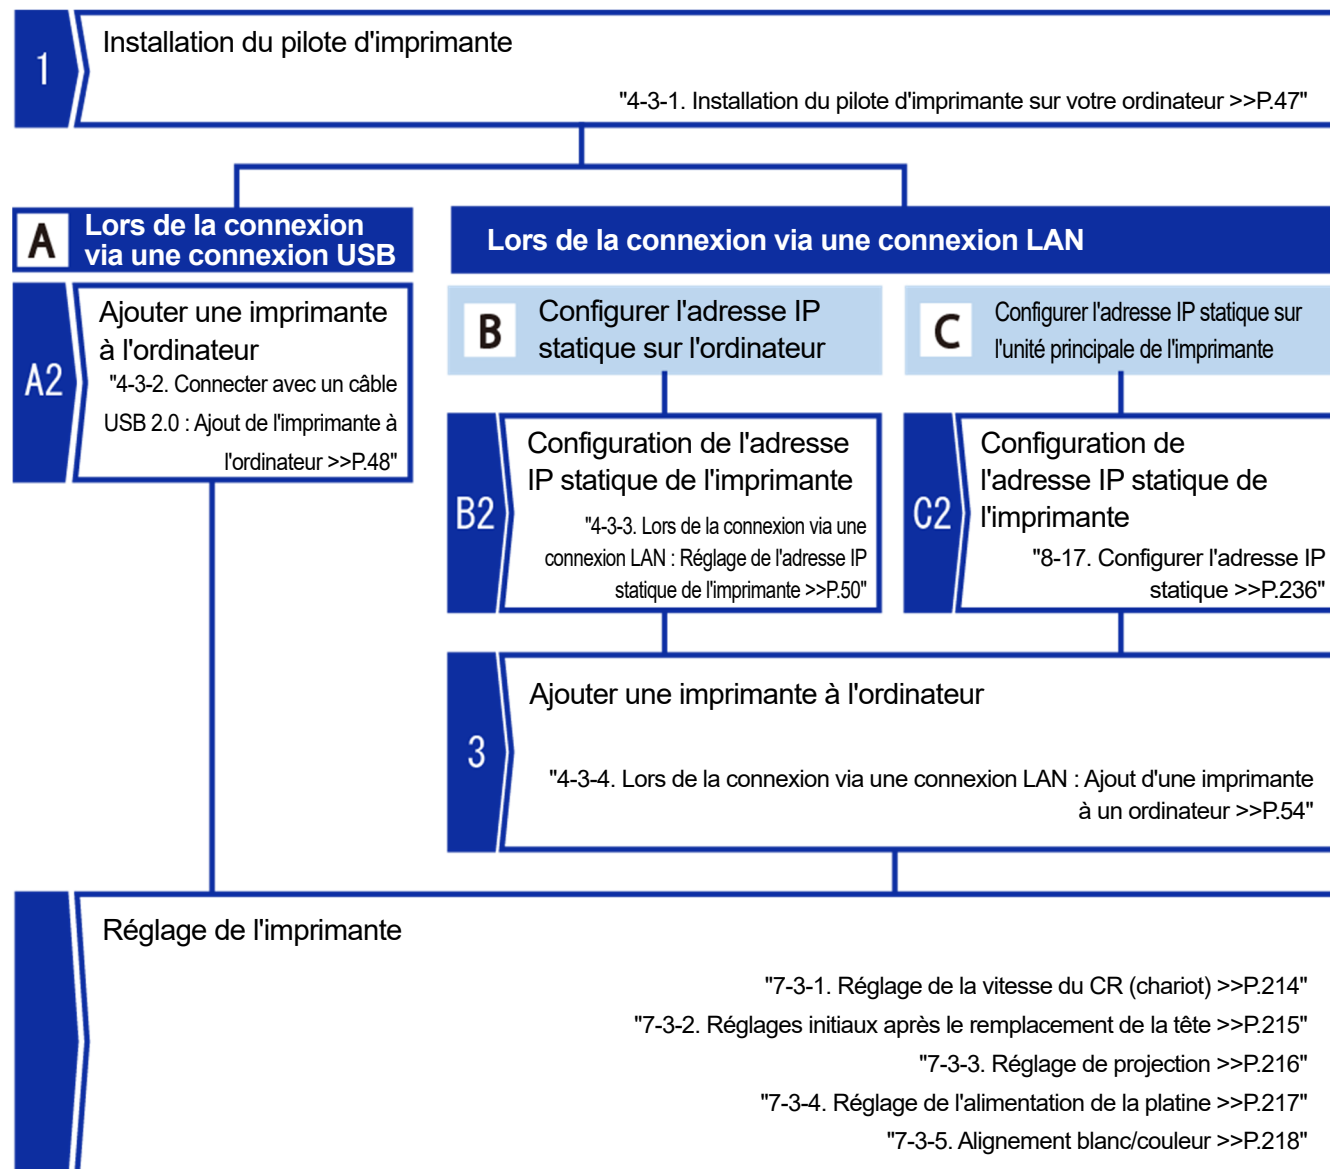 1
Installation du pilote d'imprimante
"4-3-1. Installation du pilote d'imprimante sur votre ordinateur >>P.47"
A
Lors de la connexion
via une connexion USB
A2
Ajouter une imprimante
à l'ordinateur
"4-3-2. Connecter avec un câble
USB 2.0 : Ajout de l'imprimante à
l'ordinateur >>P.48"
Lors de la connexion via une connexion LAN
B
Configurer l'adresse IP
statique sur l'ordinateur
B2
Configuration de l'adresse
IP statique de l'imprimante
"4-3-3. Lors de la connexion via une
connexion LAN : Réglage de l'adresse IP
statique de l'imprimante >>P.50"
C
Configurer l'adresse IP statique sur
l'unité principale de l'imprimante
C2
Configuration de
l'adresse IP statique de
l'imprimante
"8-17. Configurer l'adresse IP
statique >>P.236"
3
Ajouter une imprimante à l'ordinateur
"4-3-4. Lors de la connexion via une connexion LAN : Ajout d'une imprimante
à un ordinateur >>P.54"
Réglage de l'imprimante
"7-3-1. Réglage de la vitesse du CR (chariot) >>P.214"
"7-3-2. Réglages initiaux après le remplacement de la tête >>P.215"
"7-3-3. Réglage de projection >>P.216"
"7-3-4. Réglage de l'alimentation de la platine >>P.217"
"7-3-5. Alignement blanc/couleur >>P.218"